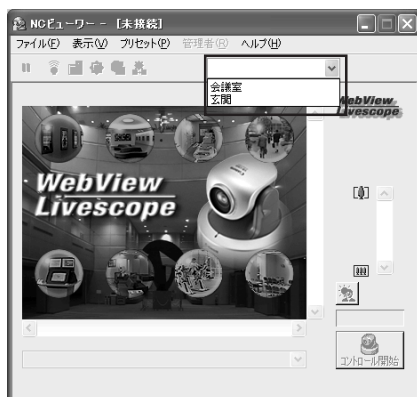 NCビューワー - [未接続]
ファイル(F) 表示(V) プリセット(P) 管理者(R) ヘルプ(H)
会議室
玄関
WebView
Livescope
WebView
Livescope
コントロール開始